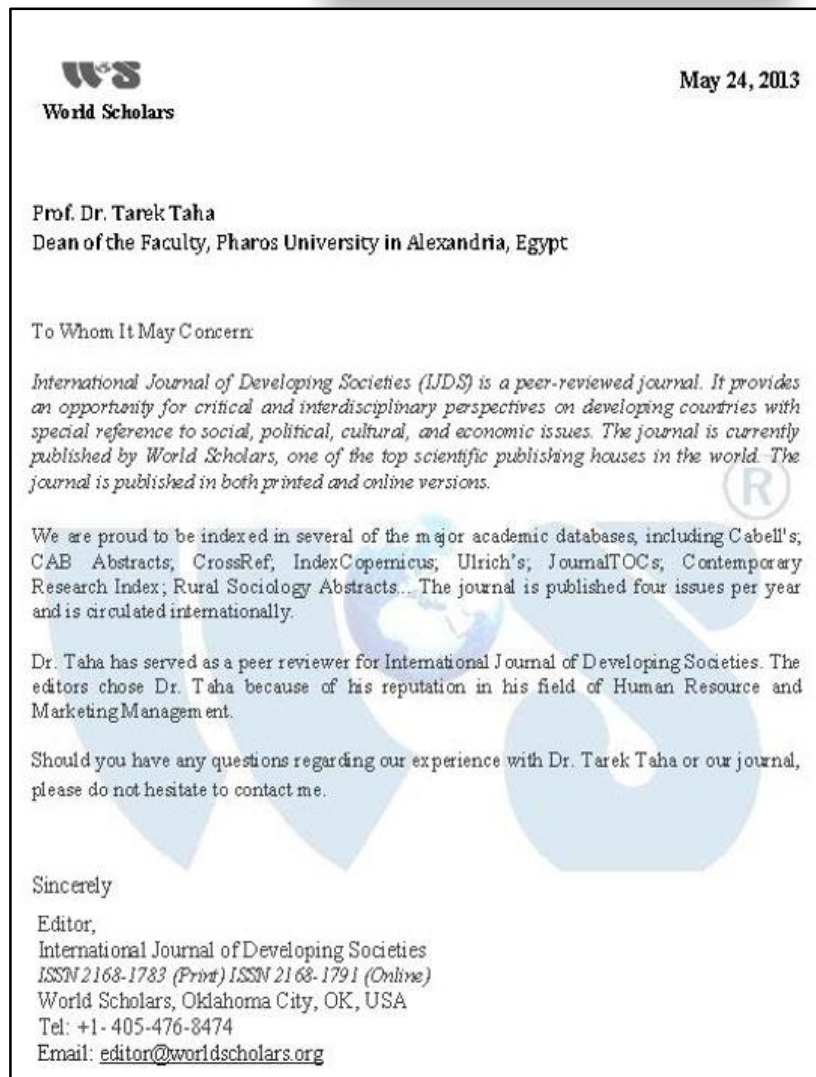 WS
World Scholars
May 24, 2013
Prof. Dr. Tarek Taha
Dean of the Faculty, Pharos University in Alexandria, Egypt
To Whom It May Concern:
International Journal of Developing Societies (IJDS) is a peer-reviewed journal. It provides
an opportunity for critical and interdisciplinary perspectives on developing countries with
special reference to social, political, cultural, and economic issues. The journal is currently
published by World Scholars, one of the top scientific publishing houses in the world. The
journal is published in both printed and online versions.
We are proud to be indexed in several of the major academic databases, including Cabell's;
CAB Abstracts; CrossRef; IndexCopernicus; Ulrich's; JournalTOCs; Contemporary
Research Index; Rural Sociology Abstracts... The journal is published four issues per year
and is circulated internationally.
Dr. Taha has served as a peer reviewer for International Journal of Developing Societies. The
editors chose Dr. Taha because of his reputation in his field of Human Resource and
Marketing Management.
Should you have any questions regarding our experience with Dr. Tarek Taha or our journal,
please do not hesitate to contact me.
Sincerely
Editor,
International Journal of Developing Societies
ISSN 2168-1783 (Print) ISSN 2168-1791 (Online)
World Scholars, Oklahoma City, OK, USA
Tel: +1- 405-476-8474
Email: editor@worldscholars.org
WS ®